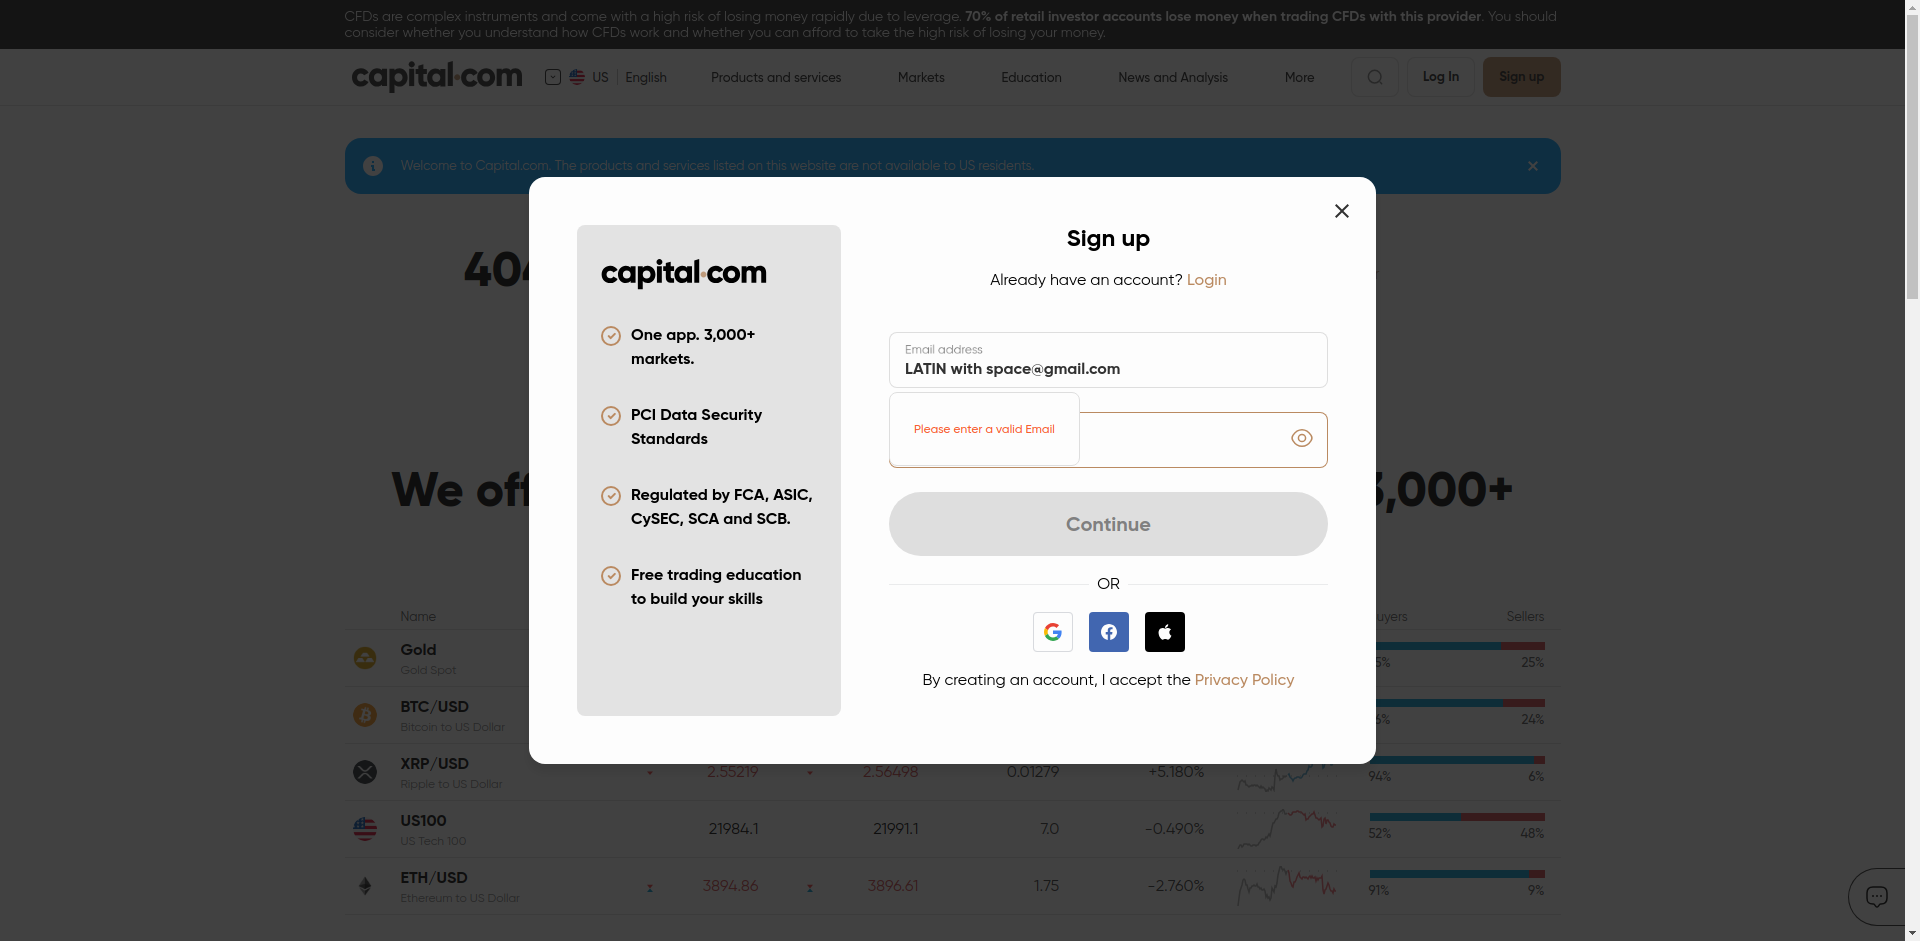 CFDs are complex instruments and come with a high risk of losing money rapidly due to leverage. 70% of retail investor accounts lose money when trading CFDs with this provider. You should
consider whether you understand how CFDs work and whether you can afford to take the high risk of losing your money.
capital.com US English Products and services Markets Education News and Analysis More Log In Sign up
Welcome to Capital.com. The products and services listed on this website are not available to US residents.
Sign up
Already have an account? Login
capital.com
One app. 3,000+
markets.
PCI Data Security
Standards
Regulated by FCA, ASIC,
CySEC, SCA and SCB.
Free trading education
to build your skills
Email address
LATIN with space@gmail.com
Please enter a valid Email
Continue
OR
By creating an account, I accept the Privacy Policy
We
3,000+
Name Sellers
Gold
Gold Spot 25%
BTC/USD
Bitcoin to US Dollar 24%
XRP/USD 2.55219 2.56498 0.01279 +5.180%
Ripple to US Dollar 94% 6%
US100 21984.1 21991.1 7.0 -0.490%
US Tech 100 52% 48%
ETH/USD 3894.86 3896.61 1.75 -2.760%
Ethereum to US Dollar 91% 9%